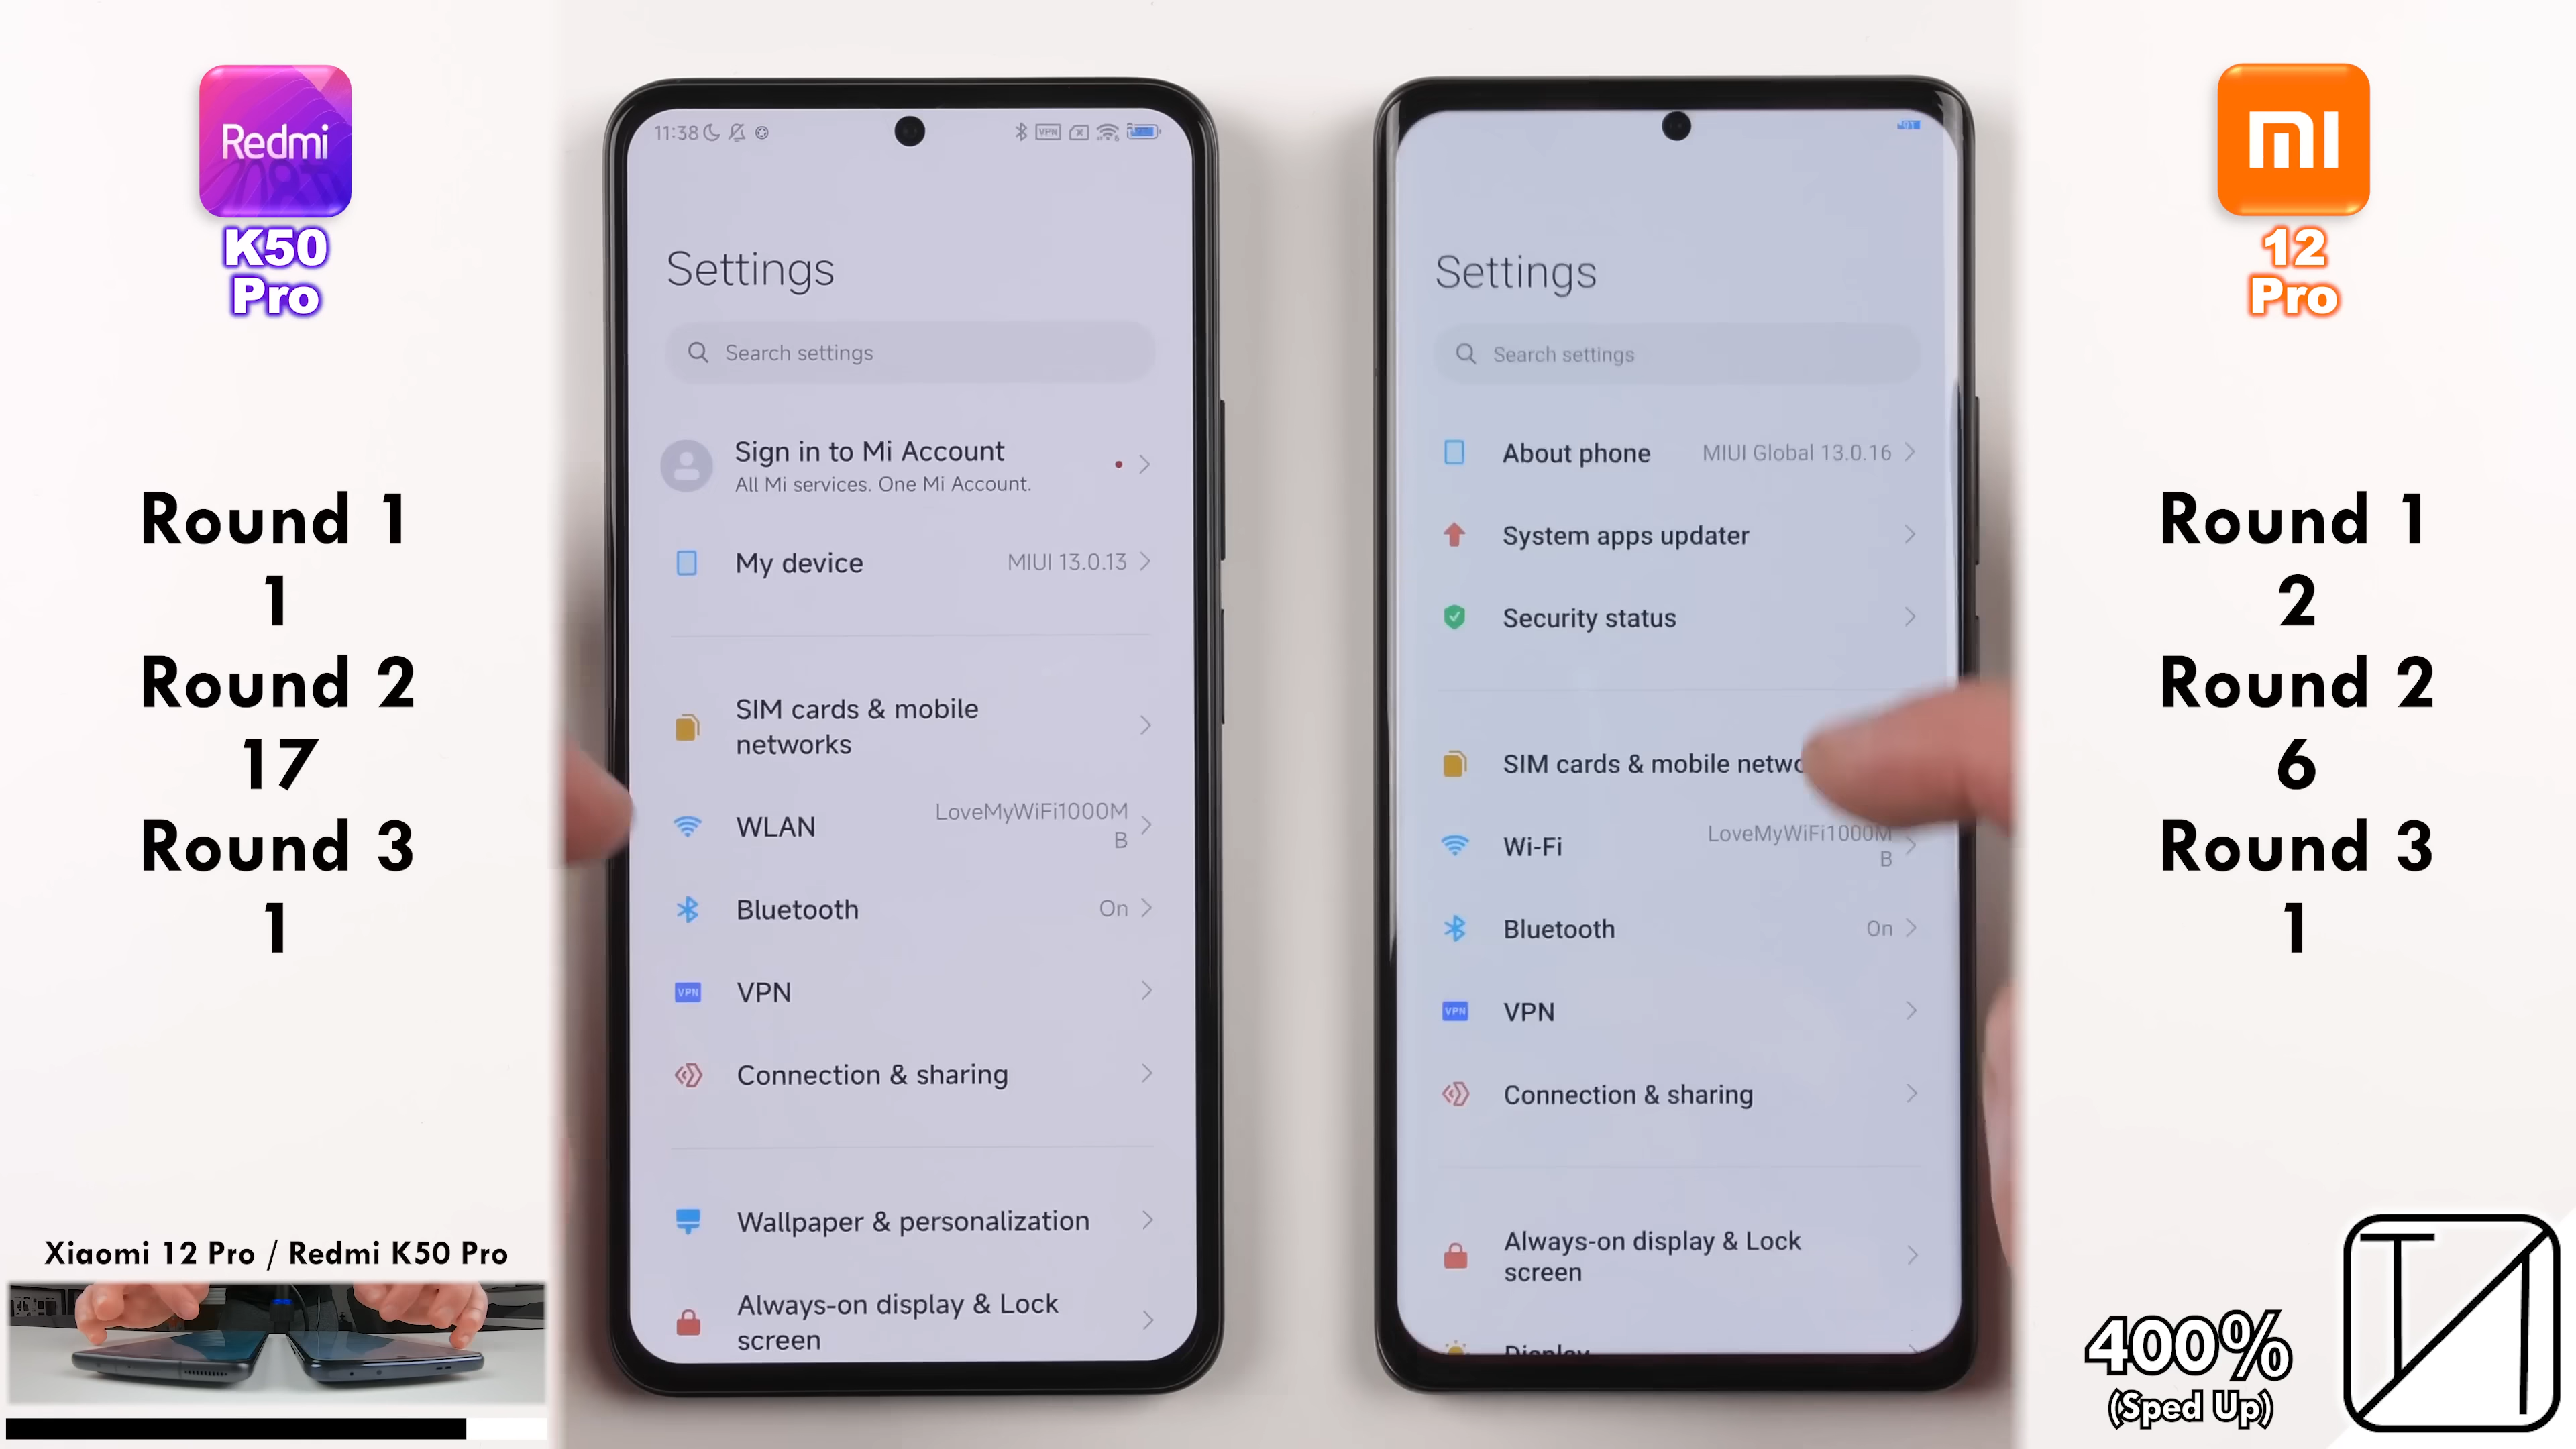 Redmi
K50
Pro
Round 1
1
Round 2
17
Round 3
1
Xiaomi 12 Pro / Redmi K50 Pro
11:38
VPN
Settings
Search settings
Sign in to Mi Account
All Mi services. One Mi Account.
My device MIUI 13.0.13
SIM cards & mobile
networks
WLAN LoveMyWiFi1000M
B
Bluetooth On
VPN VPN
Connection & sharing
Wallpaper & personalization
Always-on display & Lock
screen
Settings
Search settings
About phone MIUI Global 13.0.16
System apps updater
Security status
SIM cards & mobile netwo
Wi-Fi LoveMyWiFi1000M
B
Bluetooth On
VPN VPN
Connection & sharing
Always-on display & Lock
screen
Display
MI
12
Pro
Round 1
2
Round 2
6
Round 3
1
400%
(Sped Up)